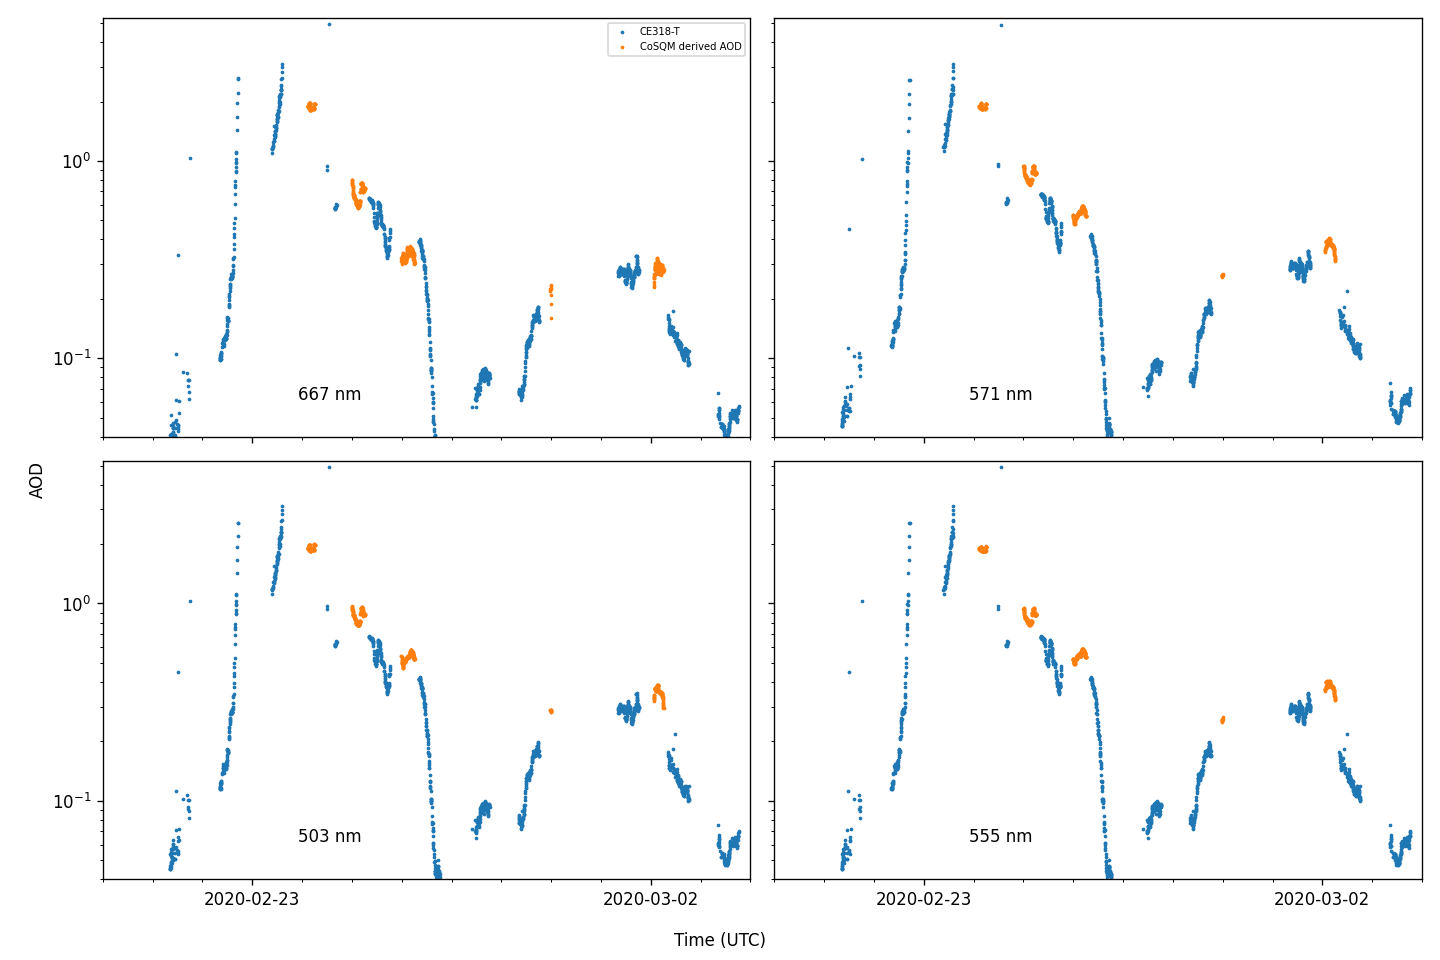 CE318-T
CoSQM derived AOD
10⁰
10⁻¹
667 nm
571 nm
AOD
10⁰
10⁻¹
503 nm
555 nm
2020-02-23
2020-03-02
2020-02-23
2020-03-02
Time (UTC)